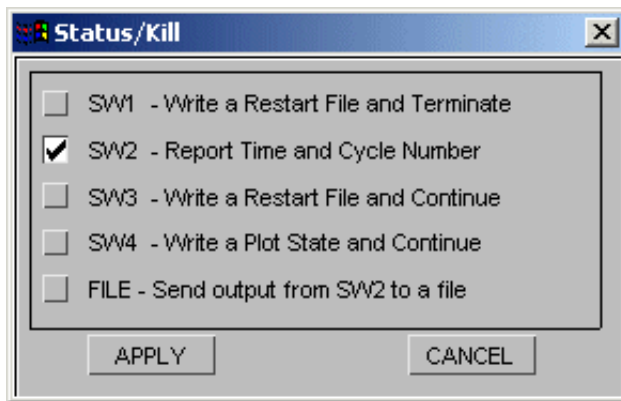 Status/Kill
SW1 - Write a Restart File and Terminate
SW2 - Report Time and Cycle Number
SW3 - Write a Restart File and Continue
SW4 - Write a Plot State and Continue
FILE - Send output from SW2 to a file
APPLY CANCEL